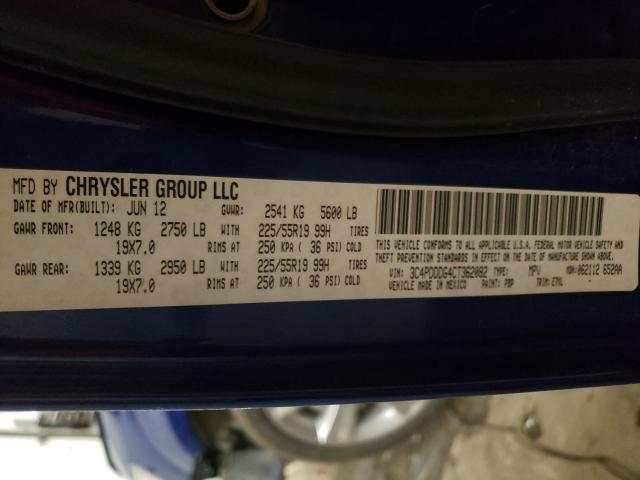 MFD BY CHRYSLER GROUP LLC
DATE OF MFR(BUILT): JUN 12 GVWR: 2541 KG 5600 LB
GAWR FRONT: 1248 KG 2750 LB WITH 225/55R19 99H TIRES
19X7.0 RIMS AT 250 KPA ( 36 PSI) COLD
GAWR REAR: 1339 KG 2950 LB WITH 225/55R19 99H TIRES
19X7.0 RIMS AT 250 KPA ( 36 PSI) COLD
THIS VEHICLE CONFORMS TO ALL APPLICABLE U.S.A. FEDERAL MOTOR VEHICLE SAFETY AND
THEFT PREVENTION STANDARDS IN EFFECT ON THE DATE OF MANUFACTURE SHOWN ABOVE.
VIN: 3C4PDDDG4CT362092 TYPE: MPV MDH: 062112 652AA
VEHICLE MADE IN MEXICO PAINT: PBP TRIM: